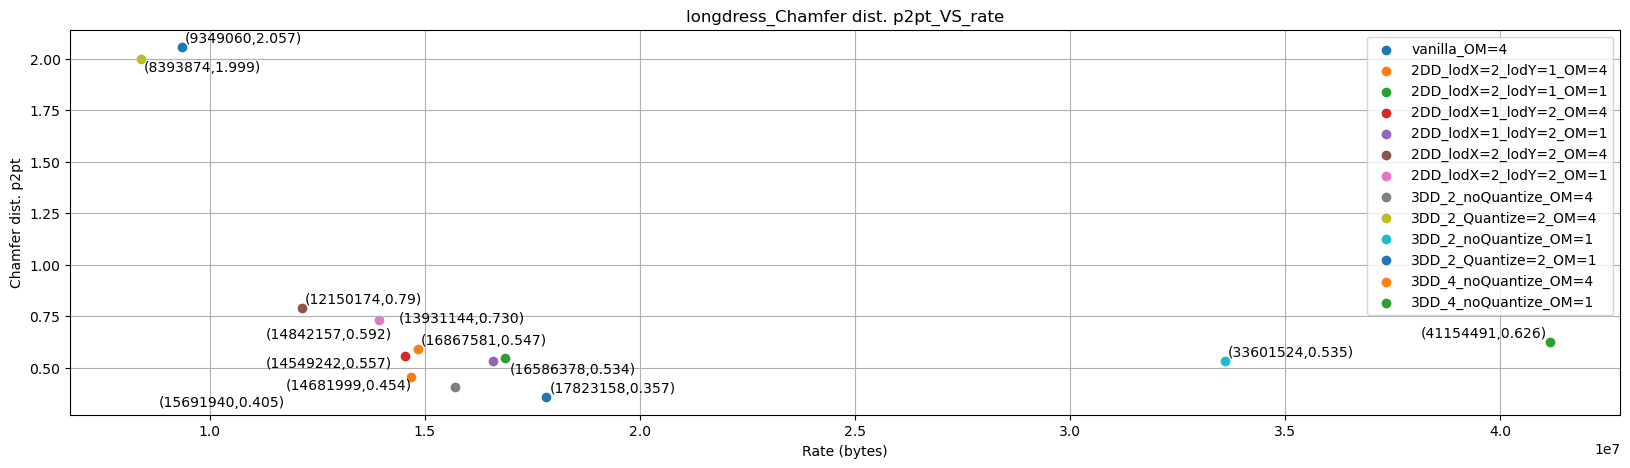 longdress_Chamfer dist. p2pt_VS_rate
(9349060,2.057)
(8393874,1.999)
(12150174,0.79)
(13931144,0.730)
(14842157,0.592)
(16867581,0.547)
(14549242,0.557)
(16586378,0.534)
(14681999,0.454)
(17823158,0.357)
(15691940,0.405)
(33601524,0.535)
(41154491,0.626)
vanilla_OM=4
2DD_lodX=2_lodY=1_OM=4
2DD_lodX=2_lodY=1_OM=1
2DD_lodX=1_lodY=2_OM=4
2DD_lodX=1_lodY=2_OM=1
2DD_lodX=2_lodY=2_OM=4
2DD_lodX=2_lodY=2_OM=1
3DD_2_noQuantize_OM=4
3DD_2_Quantize=2_OM=4
3DD_2_noQuantize_OM=1
3DD_2_Quantize=2_OM=1
3DD_4_noQuantize_OM=4
3DD_4_noQuantize_OM=1
Chamfer dist. p2pt
2.00
1.75
1.50
1.25
1.00
0.75
0.50
1.0 1.5 2.0 2.5 3.0 3.5 4.0
1e7
Rate (bytes)